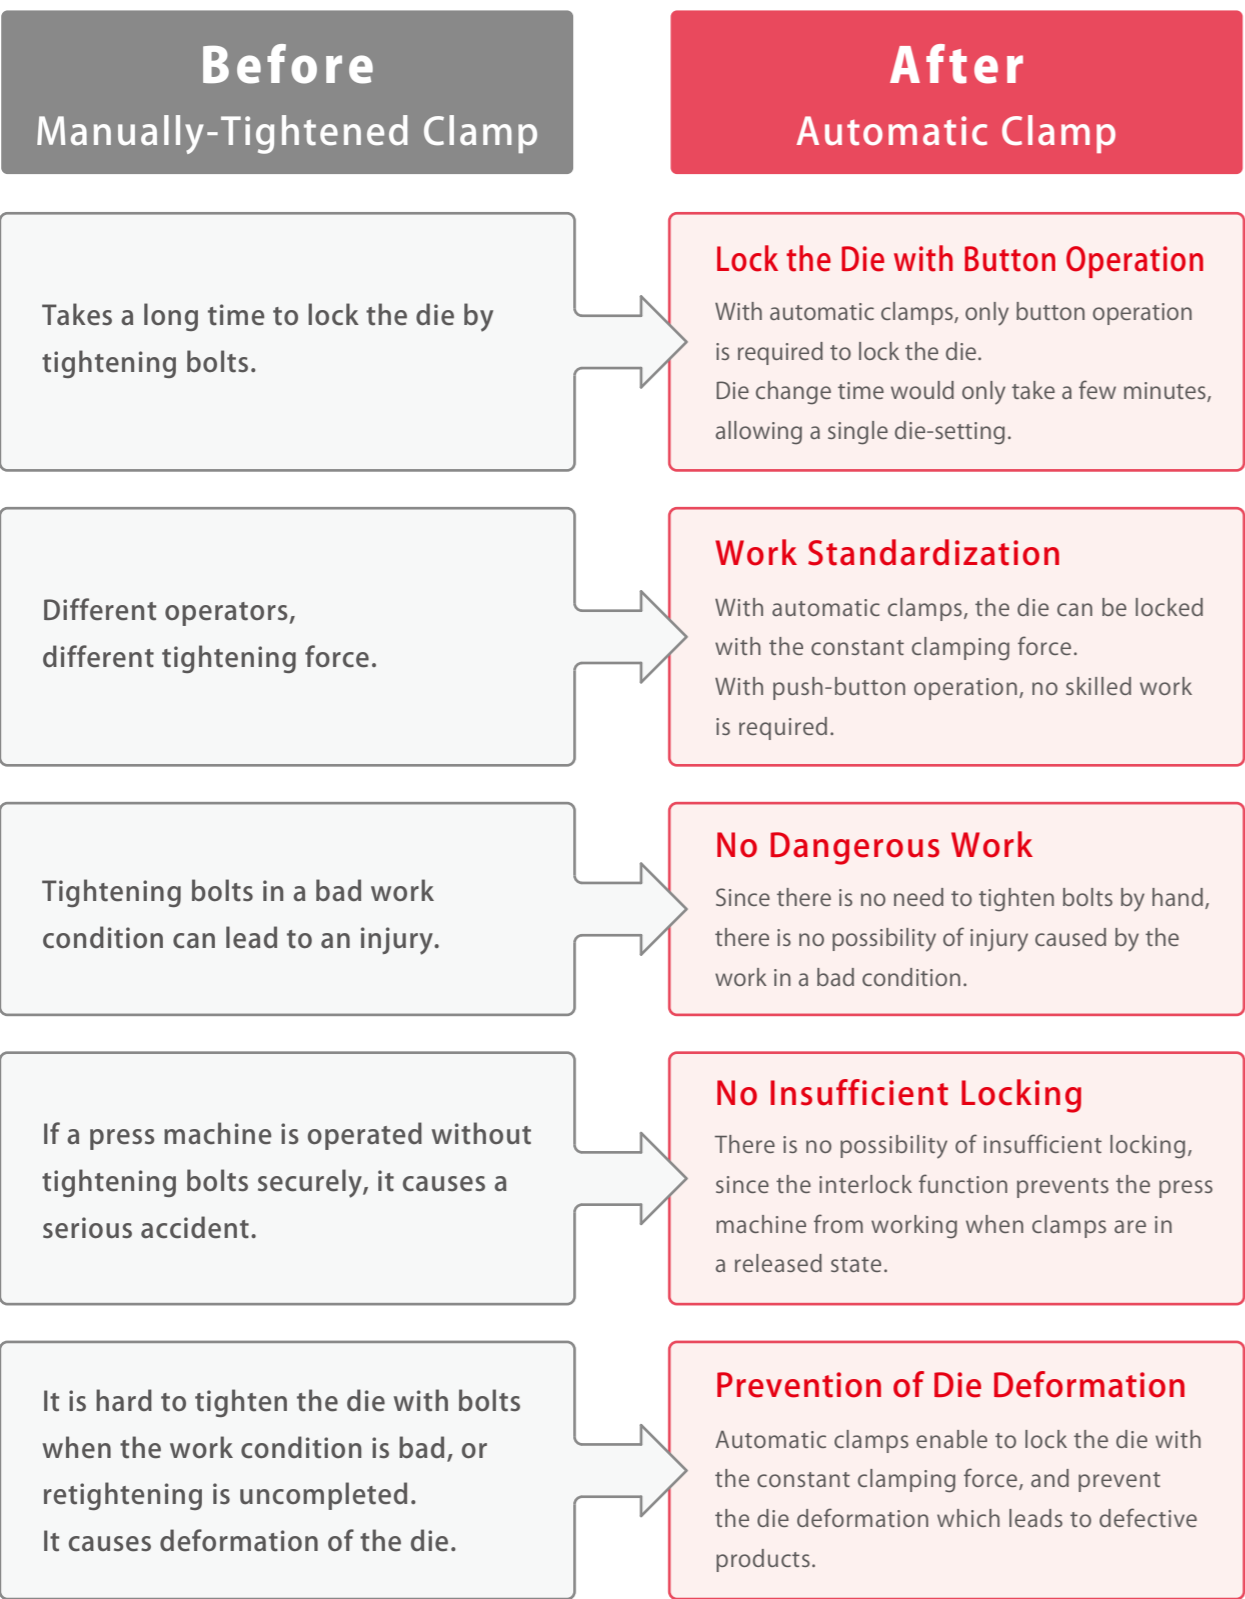 Before
Manually-Tightened Clamp
After
Automatic Clamp
Takes a long time to lock the die by
tightening bolts.
Lock the Die with Button Operation
With automatic clamps, only button operation
is required to lock the die.
Die change time would only take a few minutes,
allowing a single die-setting.
Different operators,
different tightening force.
Work Standardization
With automatic clamps, the die can be locked
with the constant clamping force.
With push-button operation, no skilled work
is required.
Tightening bolts in a bad work
condition can lead to an injury.
No Dangerous Work
Since there is no need to tighten bolts by hand,
there is no possibility of injury caused by the
work in a bad condition.
If a press machine is operated without
tightening bolts securely, it causes a
serious accident.
No Insufficient Locking
There is no possibility of insufficient locking,
since the interlock function prevents the press
machine from working when clamps are in
a released state.
It is hard to tighten the die with bolts
when the work condition is bad, or
retightening is uncompleted.
It causes deformation of the die.
Prevention of Die Deformation
Automatic clamps enable to lock the die with
the constant clamping force, and prevent
the die deformation which leads to defective
products.